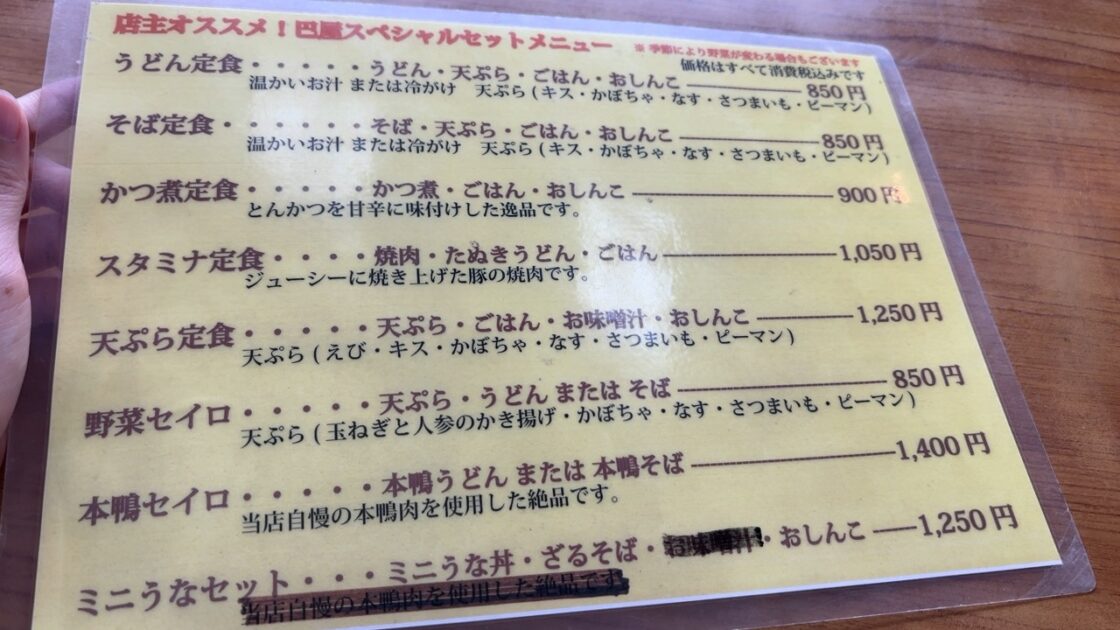 店主オススメ！巴屋スペシャルセットメニュー
※ 季節により野菜が変わる場合もございます
価格はすべて消費税込みです
うどん定食・・・・・うどん・天ぷら・ごはん・おしんこ 850円
温かいお汁 または冷がけ 天ぷら（キス・かぼちゃ・なす・さつまいも・ピーマン）
そば定食・・・・・・そば・天ぷら・ごはん・おしんこ 850円
温かいお汁 または冷がけ 天ぷら（キス・かぼちゃ・なす・さつまいも・ピーマン）
かつ煮定食・・・・・かつ煮・ごはん・おしんこ 900円
とんかつを甘辛に味付けした逸品です。
スタミナ定食・・・・焼肉・たぬきうどん・ごはん 1,050円
ジューシーに焼き上げた豚の焼肉です。
天ぷら定食・・・・・天ぷら・ごはん・お味噌汁・おしんこ 1,250円
天ぷら（えび・キス・かぼちゃ・なす・さつまいも・ピーマン）
野菜セイロ・・・・・天ぷら・うどん または そば 850円
天ぷら（玉ねぎと人参のかき揚げ・かぼちゃ・なす・さつまいも・ピーマン）
本鴨セイロ・・・・・本鴨うどん または 本鴨そば 1,400円
当店自慢の本鴨肉を使用した絶品です。
ミニうなセット・・・ミニうな丼・ざるそば・お味噌汁・おしんこ 1,250円
当店自慢の本鴨肉を使用した絶品です。